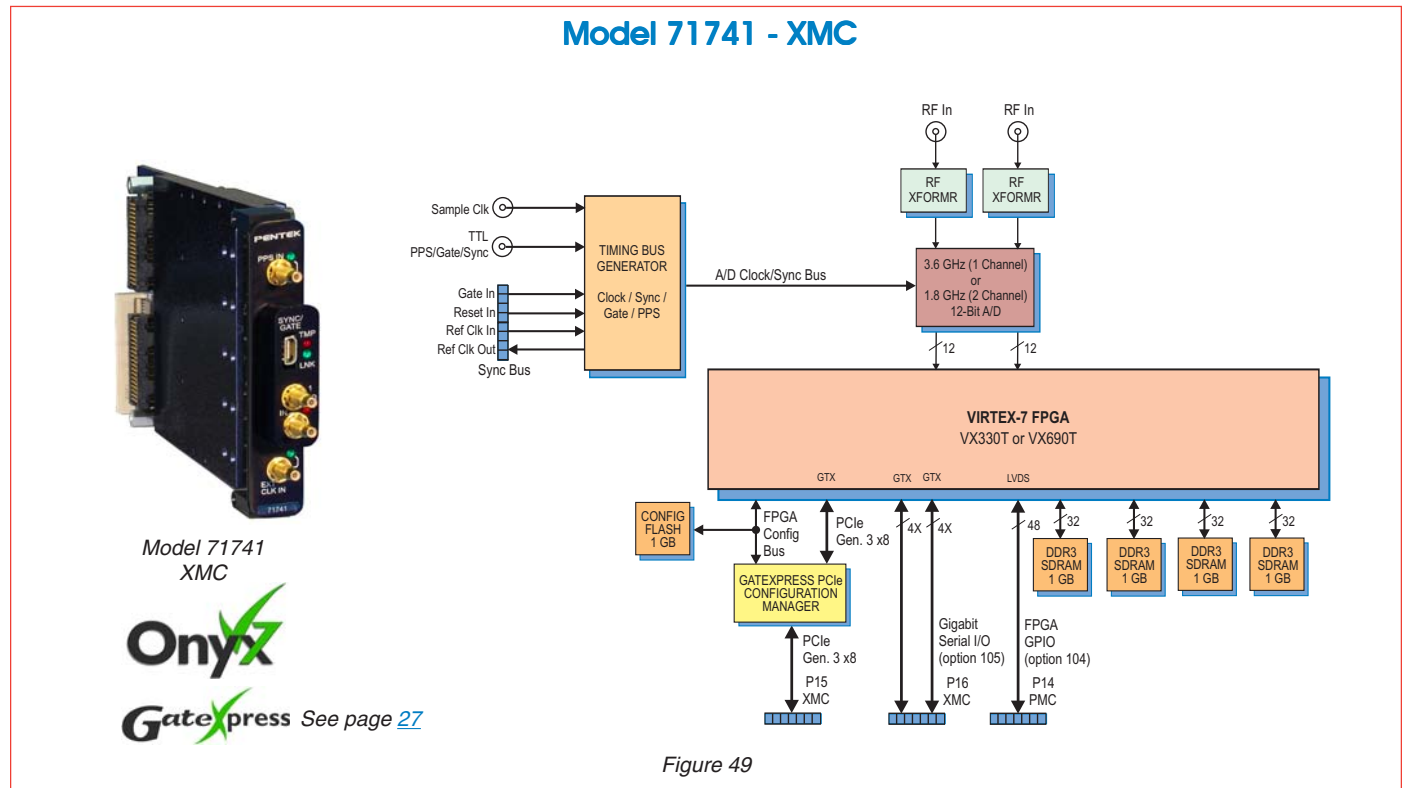 Model 71741 - XMC
RF In
RF In
RF
XFORMR
RF
XFORMR
Sample Clk
TTL
PPS/Gate/Sync
Gate In
Reset In
Ref Clk In
Ref Clk Out
Sync Bus
TIMING BUS
GENERATOR
Clock / Sync /
Gate / PPS
A/D Clock/Sync Bus
3.6 GHz (1 Channel)
or
1.8 GHz (2 Channel)
12-Bit A/D
12
12
VIRTEX-7 FPGA
VX330T or VX690T
GTX
GTX
GTX
LVDS
CONFIG
FLASH
1 GB
FPGA
Config
Bus
PCIe
Gen. 3 x8
4X
4X
48
32
32
32
32
DDR3
SDRAM
1 GB
DDR3
SDRAM
1 GB
DDR3
SDRAM
1 GB
DDR3
SDRAM
1 GB
GATEXPRESS PCIe
CONFIGURATION
MANAGER
PCIe
Gen. 3 x8
P15
XMC
Gigabit
Serial I/O
(option 105)
P16
XMC
FPGA
GPIO
(option 104)
P14
PMC
PENTEK
PPS IN
SYNC/
GATE
TMP
LNK
1
CLK IN
71741
Model 71741
XMC
Onyx7
GateXpress See page 27
Figure 49